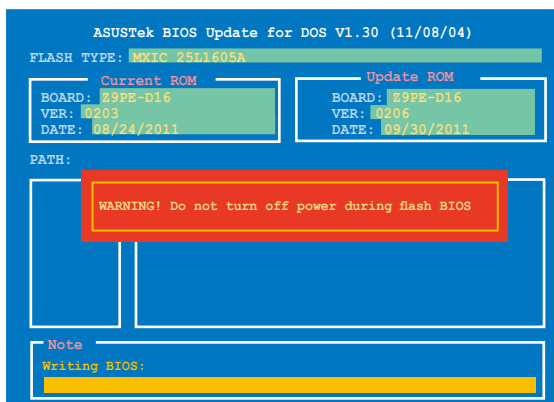 ASUSTek BIOS Update for DOS V1.30 (11/08/04)
FLASH TYPE: MXIC 25L1605A
Current ROM
BOARD: Z9PE-D16
VER: 0203
DATE: 08/24/2011
Update ROM
BOARD: Z9PE-D16
VER: 0206
DATE: 09/30/2011
PATH:
WARNING! Do not turn off power during flash BIOS
Note
Writing BIOS: